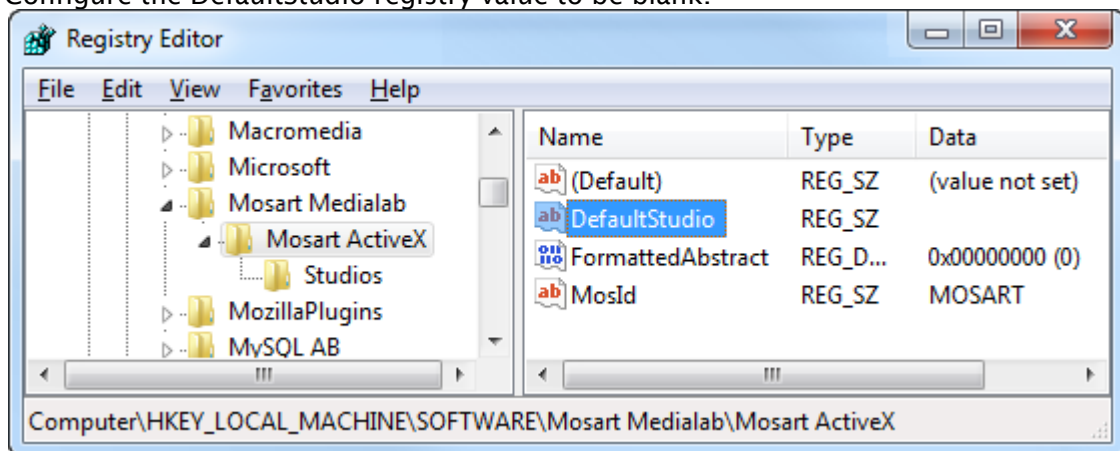 Configure the DefaultStudio registry value to be blank.
Registry Editor
File Edit View Favorites Help
Macromedia
Microsoft
Mosart Medialab
Mosart ActiveX
Studios
MozillaPlugins
MySQL AB
Name Type Data
(Default) REG_SZ (value not set)
DefaultStudio REG_SZ
FormattedAbstract REG_D... 0x00000000 (0)
MosId REG_SZ MOSART
Computer\HKEY_LOCAL_MACHINE\SOFTWARE\Mosart Medialab\Mosart ActiveX